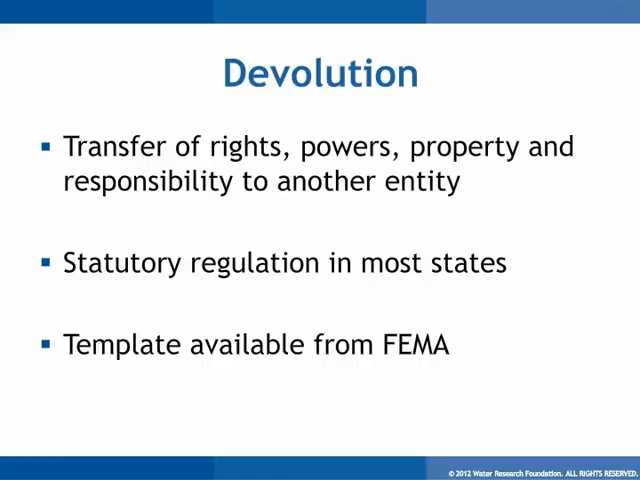 Devolution
Transfer of rights, powers, property and
responsibility to another entity
Statutory regulation in most states
Template available from FEMA
© 2012 Water Research Foundation. ALL RIGHTS RESERVED.